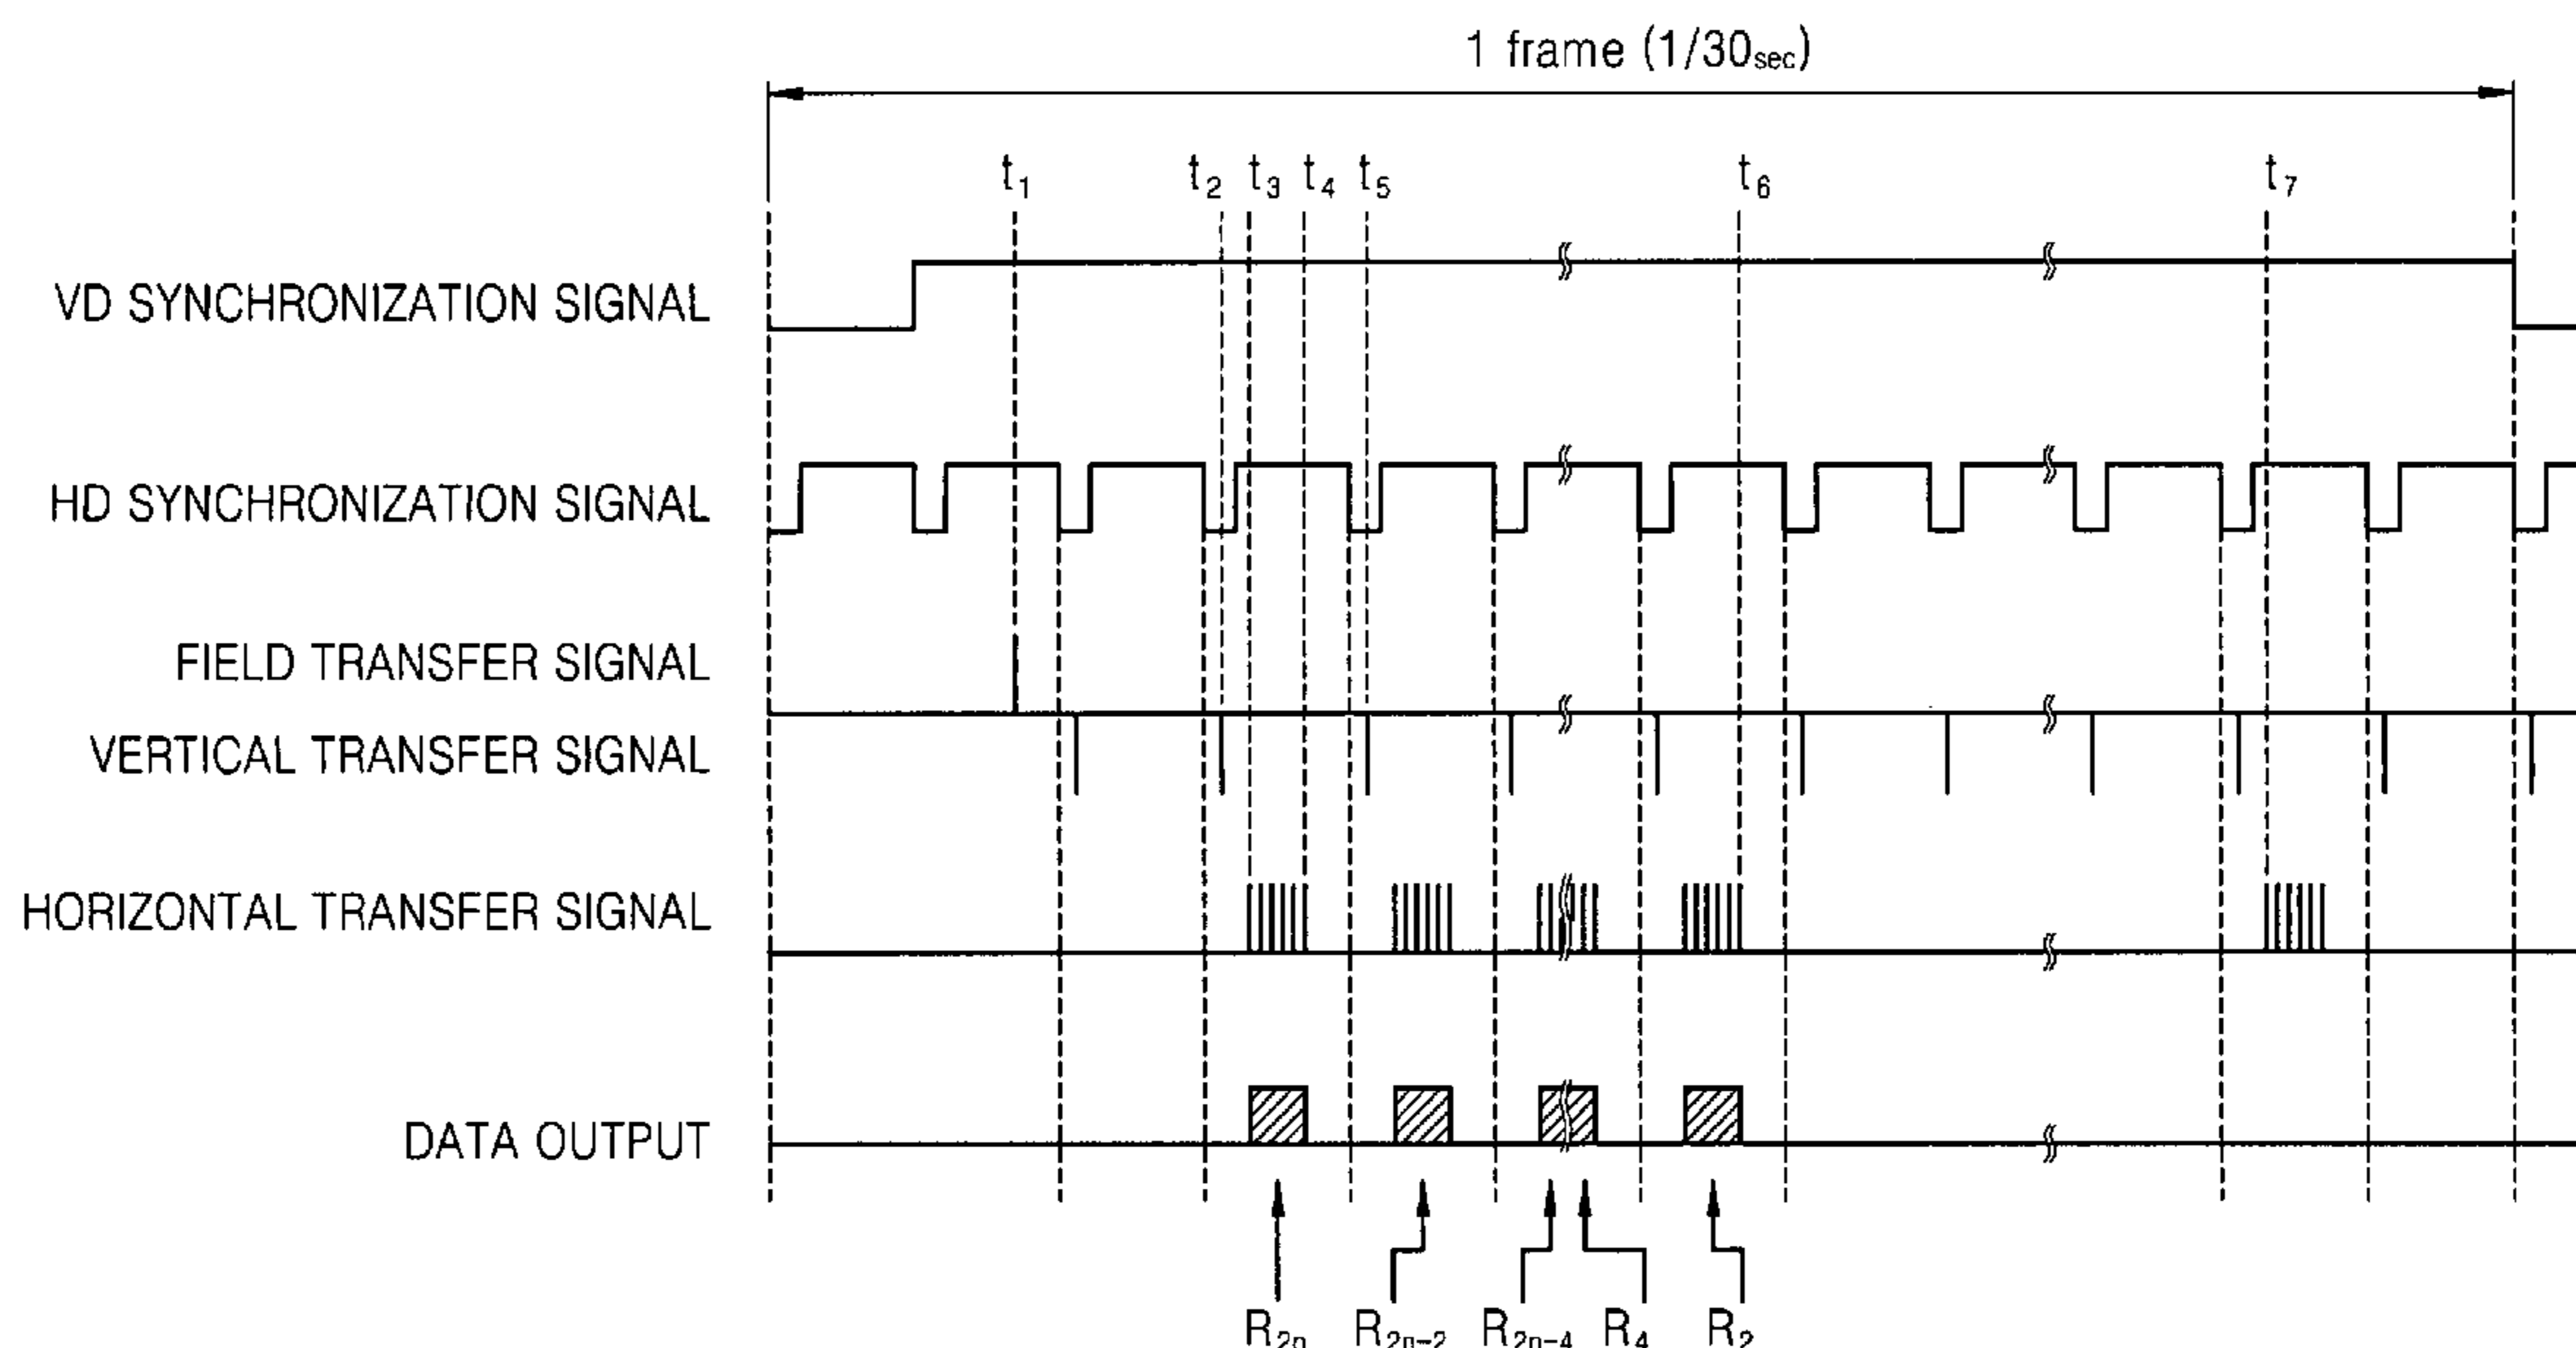 1 frame (1/30sec)
t1 t2 t3 t4 t5 t6 t7
VD SYNCHRONIZATION SIGNAL
HD SYNCHRONIZATION SIGNAL
FIELD TRANSFER SIGNAL
VERTICAL TRANSFER SIGNAL
HORIZONTAL TRANSFER SIGNAL
DATA OUTPUT
R2n R2n-2 R2n-4 R4 R2